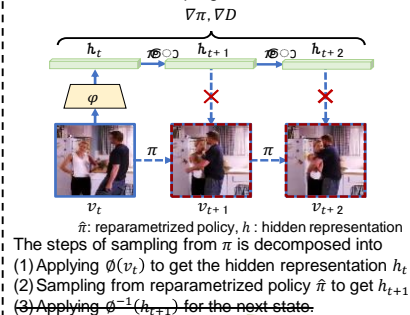 ∇π, ∇D
h_t h_{t+1} h_{t+2}
φ
π π
v_t v_{t+1} v_{t+2}
π̂: reparametrized policy, h : hidden representation
The steps of sampling from π is decomposed into
(1) Applying ∅(v_t) to get the hidden representation h_t
(2) Sampling from reparametrized policy π̂ to get h_{t+1}
(3) Applying ∅^{-1}(h_{t+1}) for the next state.